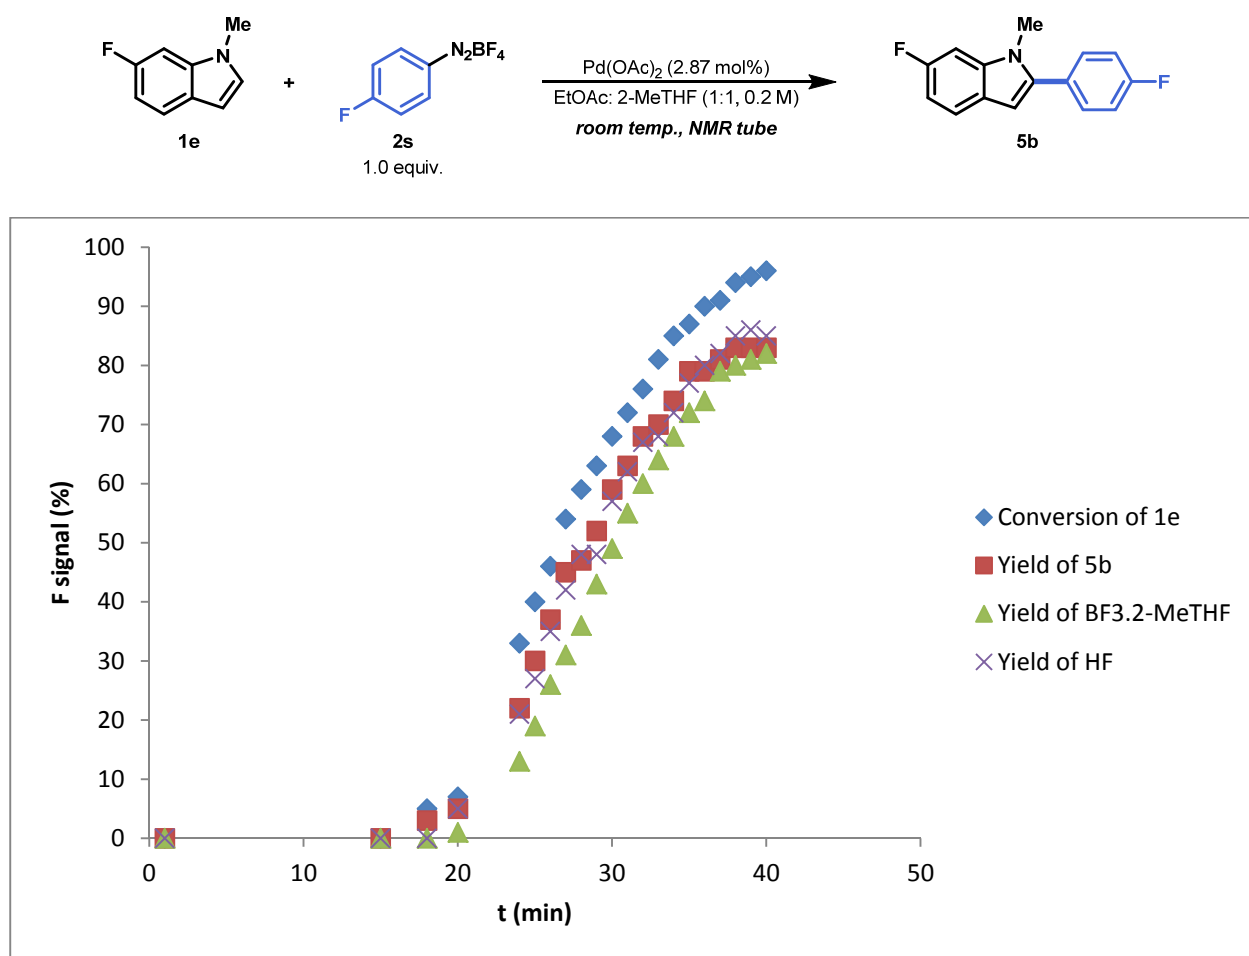 Me
F
N
1e
+
N2BF4
F
2s
1.0 equiv.
Pd(OAc)2 (2.87 mol%)
EtOAc: 2-MeTHF (1:1, 0.2 M)
room temp., NMR tube
Me
F
N
F
5b
100
90
80
70
60
50
40
30
20
10
0
F signal (%)
0 10 20 30 40 50
t (min)
Conversion of 1e
Yield of 5b
Yield of BF3.2-MeTHF
Yield of HF